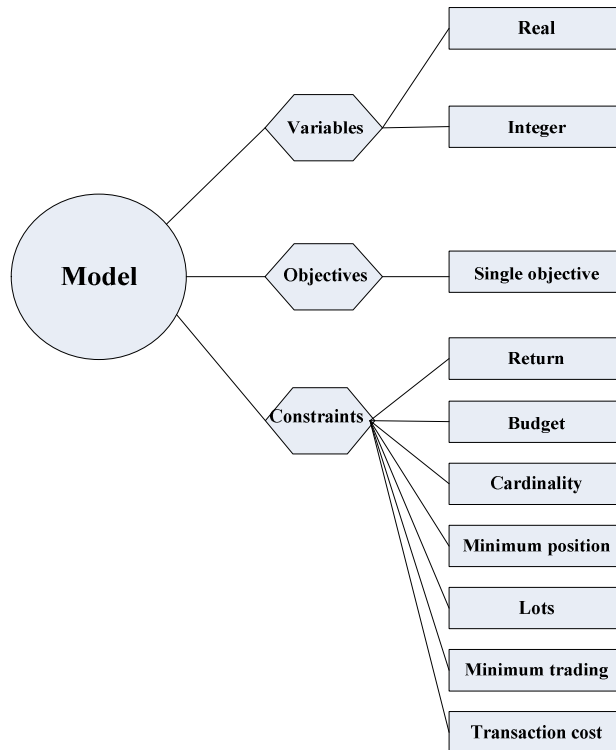 Model
Variables
Real
Integer
Objectives
Single objective
Constraints
Return
Budget
Cardinality
Minimum position
Lots
Minimum trading
Transaction cost